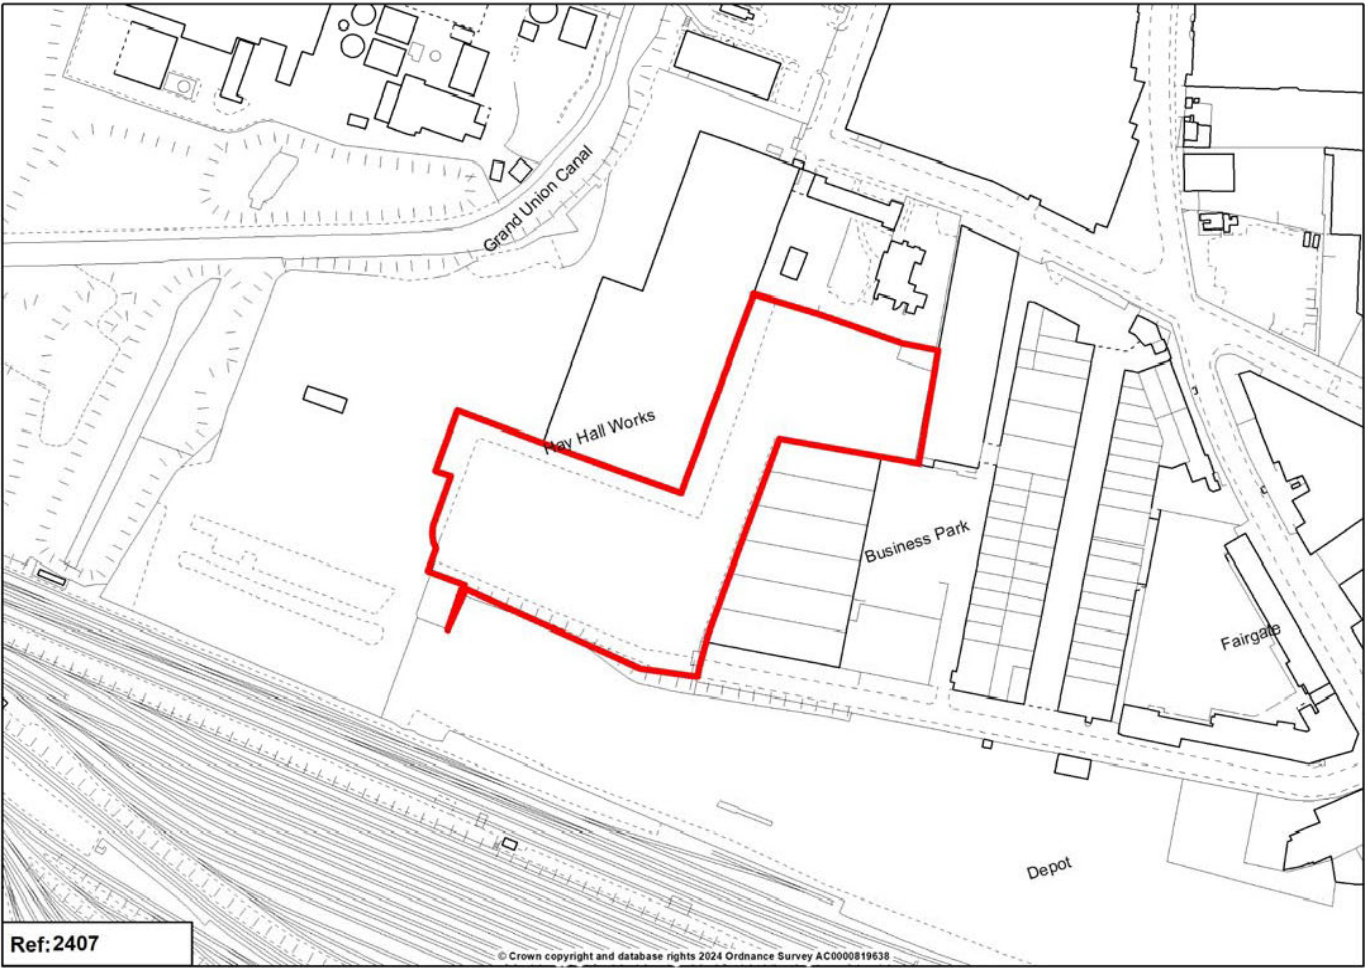 Grand Union Canal
Hay Hall Works
Business Park
Fairgate
Depot
Ref:2407
© Crown copyright and database rights 2024 Ordnance Survey AC0000819638